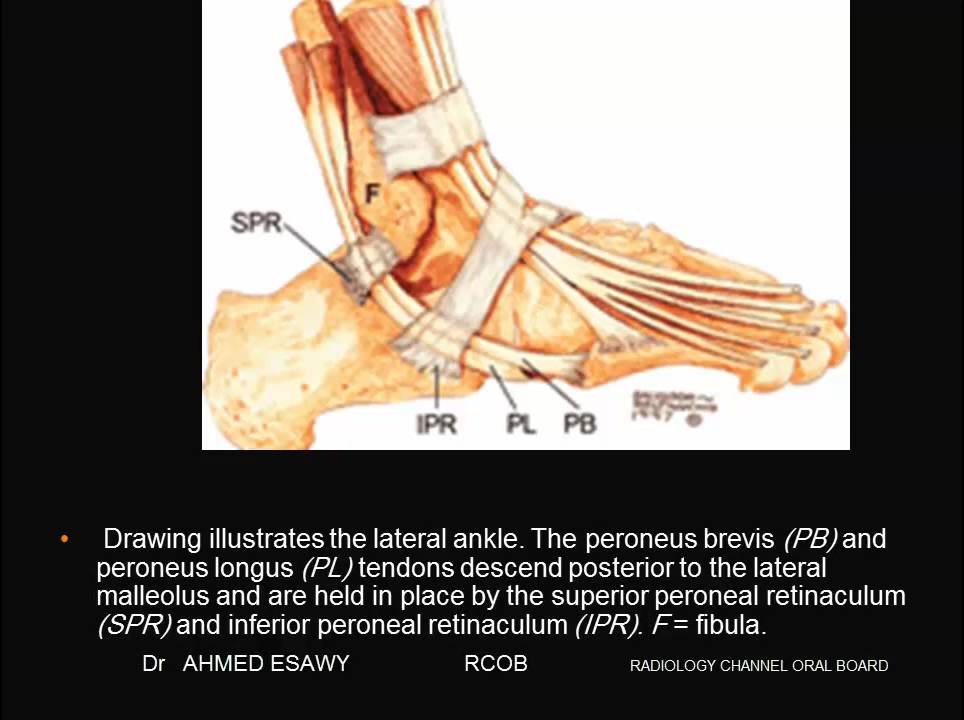 F
SPR
IPR PL PB
1997
• Drawing illustrates the lateral ankle. The peroneus brevis (PB) and
peroneus longus (PL) tendons descend posterior to the lateral
malleolus and are held in place by the superior peroneal retinaculum
(SPR) and inferior peroneal retinaculum (IPR). F = fibula.
Dr AHMED ESAWY RCOB RADIOLOGY CHANNEL ORAL BOARD